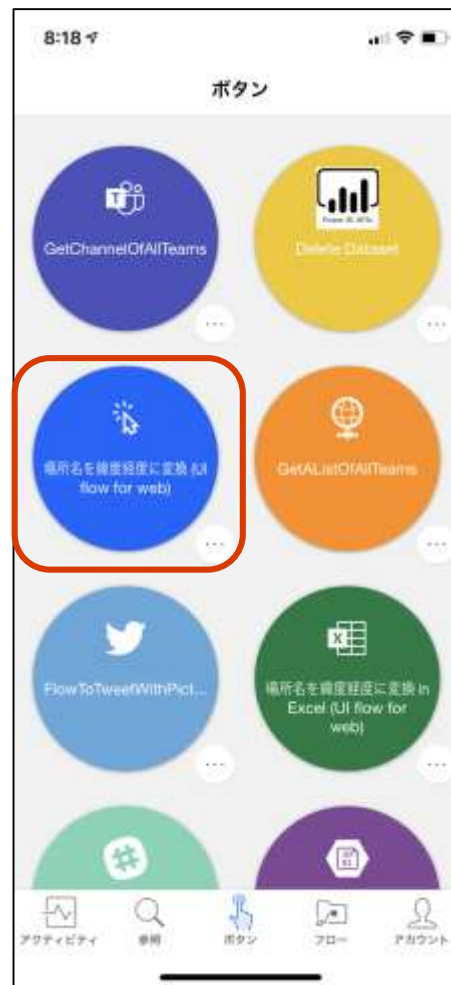 8:18
ボタン
GetChannelOfAllTeams
Delete Dataset
場所名を緯度経度に変換 (UI
flow for web)
GetAListOfAllTeams
FlowToTweetWithPict...
場所名を緯度経度に変換 in
Excel (UI flow for
web)
アクティビティ
参照
ボタン
フロー
アカウント